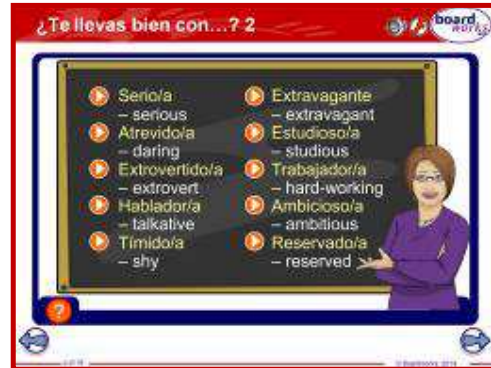 ¿Te llevas bien con...? 2
board
works
Serio/a
– serious
Atrevido/a
– daring
Extrovertido/a
– extrovert
Hablador/a
– talkative
Tímido/a
– shy
Extravagante
– extravagant
Estudioso/a
– studious
Trabajador/a
– hard-working
Ambicioso/a
– ambitious
Reservado/a
– reserved
?